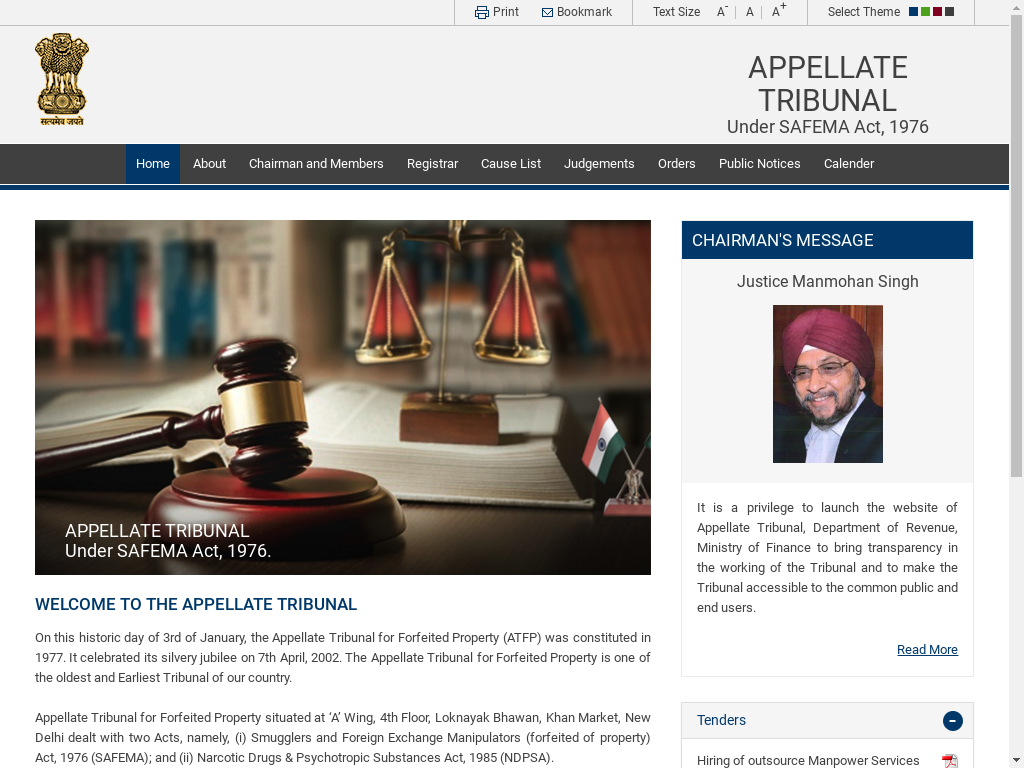 Print
Bookmark
Text Size
A-
A
A+
Select Theme
सत्यमेव जयते
APPELLATE
TRIBUNAL
Under SAFEMA Act, 1976
Home
About
Chairman and Members
Registrar
Cause List
Judgements
Orders
Public Notices
Calender
APPELLATE TRIBUNAL
Under SAFEMA Act, 1976.
WELCOME TO THE APPELLATE TRIBUNAL
On this historic day of 3rd of January, the Appellate Tribunal for Forfeited Property (ATFP) was constituted in
1977. It celebrated its silvery jubilee on 7th April, 2002. The Appellate Tribunal for Forfeited Property is one of
the oldest and Earliest Tribunal of our country.
Appellate Tribunal for Forfeited Property situated at ‘A’ Wing, 4th Floor, Loknayak Bhawan, Khan Market, New
Delhi dealt with two Acts, namely, (i) Smugglers and Foreign Exchange Manipulators (forfeited of property)
Act, 1976 (SAFEMA); and (ii) Narcotic Drugs & Psychotropic Substances Act, 1985 (NDPSA).
CHAIRMAN'S MESSAGE
Justice Manmohan Singh
It is a privilege to launch the website of
Appellate Tribunal, Department of Revenue,
Ministry of Finance to bring transparency in
the working of the Tribunal and to make the
Tribunal accessible to the common public and
end users.
Read More
Tenders
Hiring of outsource Manpower Services